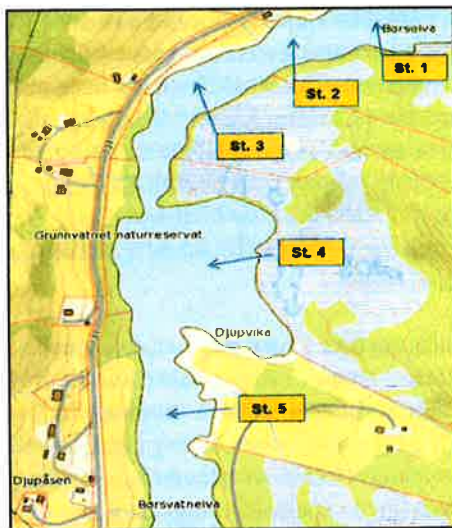 Børselva
St. 1
St. 2
St. 3
Grunnvatnet naturreservat
St. 4
Djupvika
St. 5
Djupåsen
Børsvatnelva